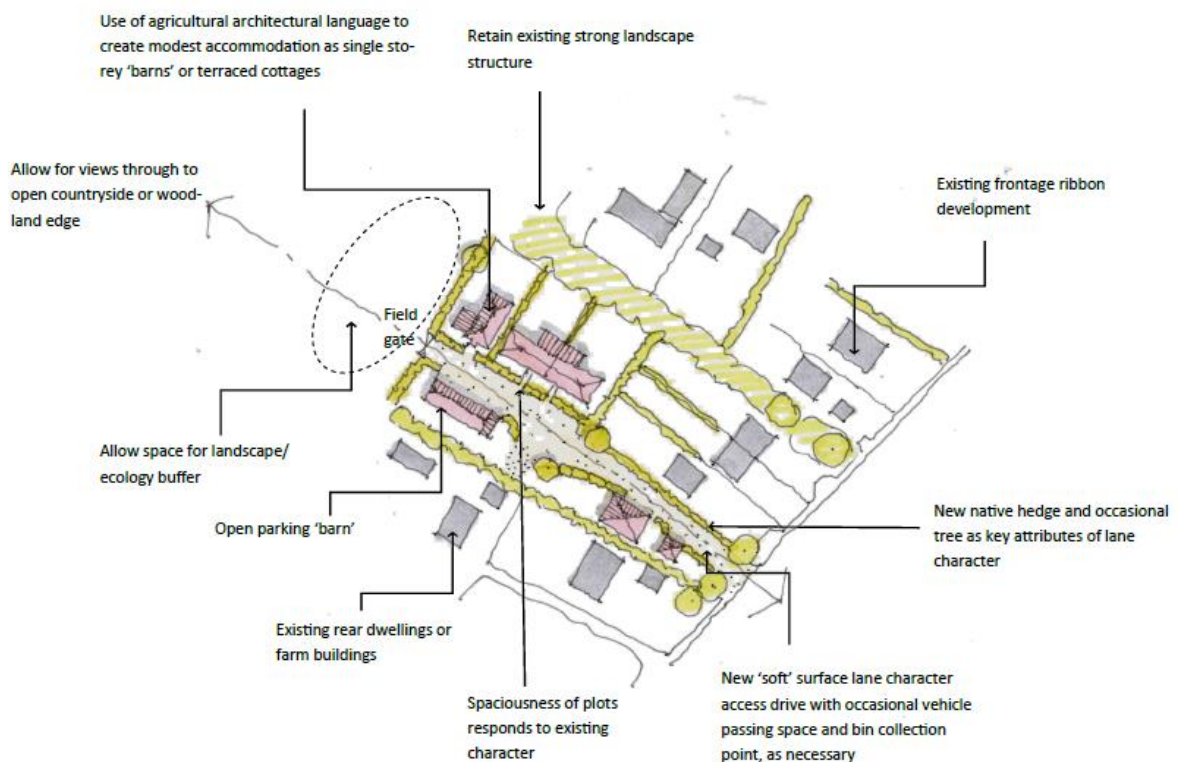 Use of agricultural architectural language to
create modest accommodation as single sto-
rey ‘barns’ or terraced cottages
Retain existing strong landscape
structure
Allow for views through to
open countryside or wood-
land edge
Existing frontage ribbon
development
Field
gate
Allow space for landscape/
ecology buffer
Open parking ‘barn’
New native hedge and occasional
tree as key attributes of lane
character
Existing rear dwellings or
farm buildings
Spaciousness of plots
responds to existing
character
New ‘soft’ surface lane character
access drive with occasional vehicle
passing space and bin collection
point, as necessary